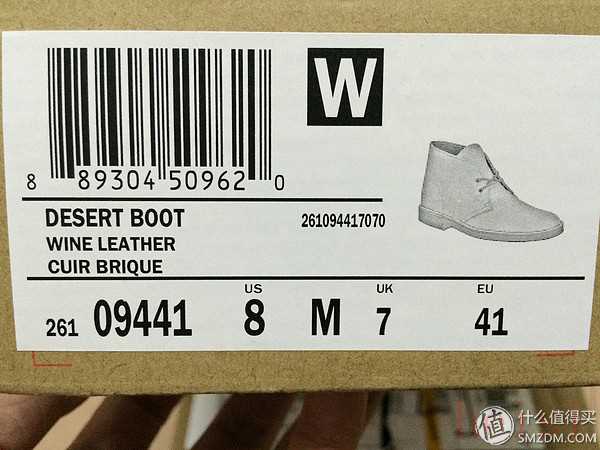 W
8 89304 50962 0
DESERT BOOT
261094417070
WINE LEATHER
CUIR BRIQUE
US UK EU
261 09441 8 M 7 41
值 什么值得买
SMZDM.COM